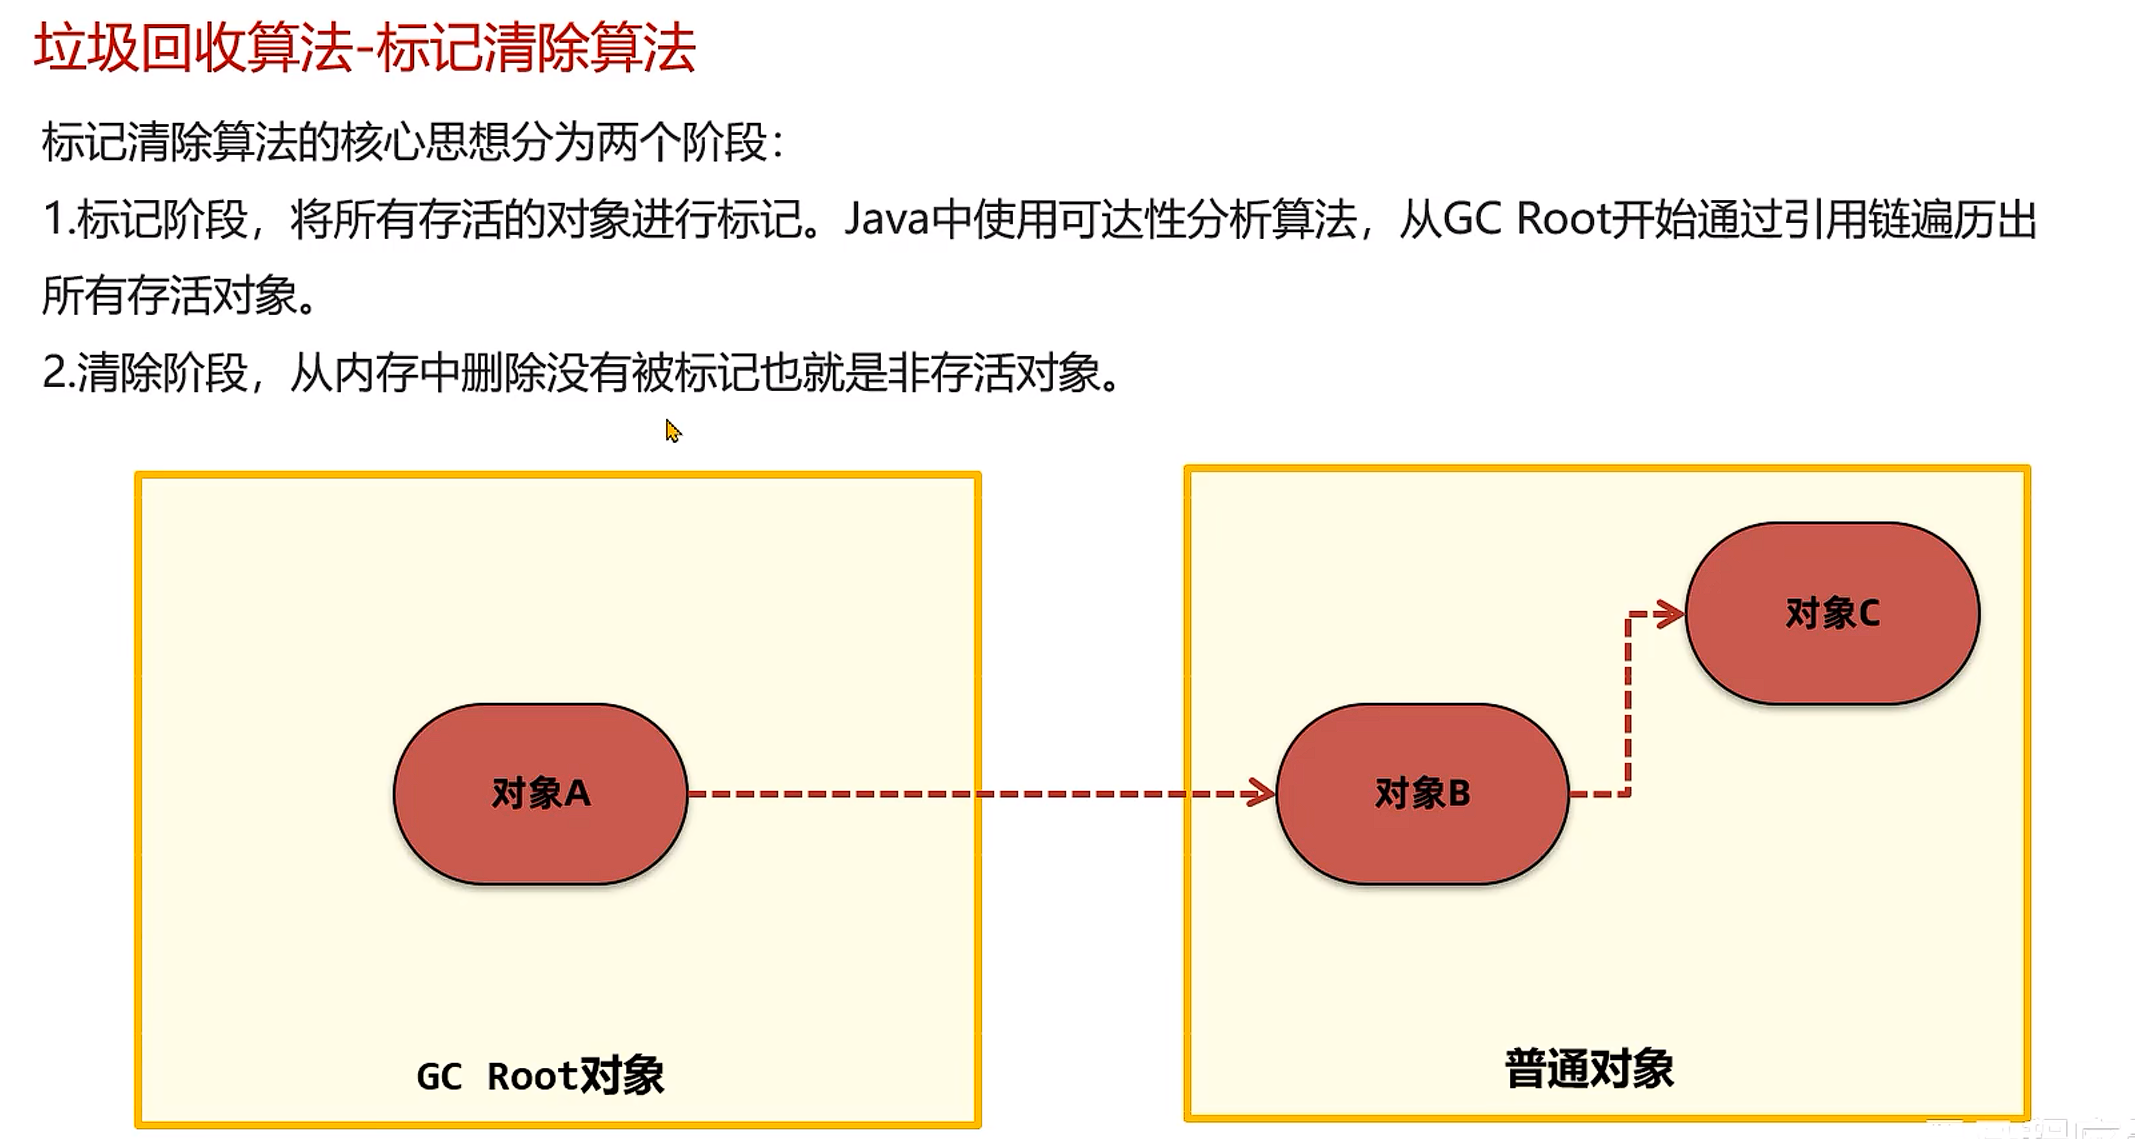 垃圾回收算法-标记清除算法
标记清除算法的核心思想分为两个阶段：
1.标记阶段，将所有存活的对象进行标记。Java中使用可达性分析算法，从GC Root开始通过引用链遍历出
所有存活对象。
2.清除阶段，从内存中删除没有被标记也就是非存活对象。
对象C
对象A
对象B
GC Root对象
普通对象